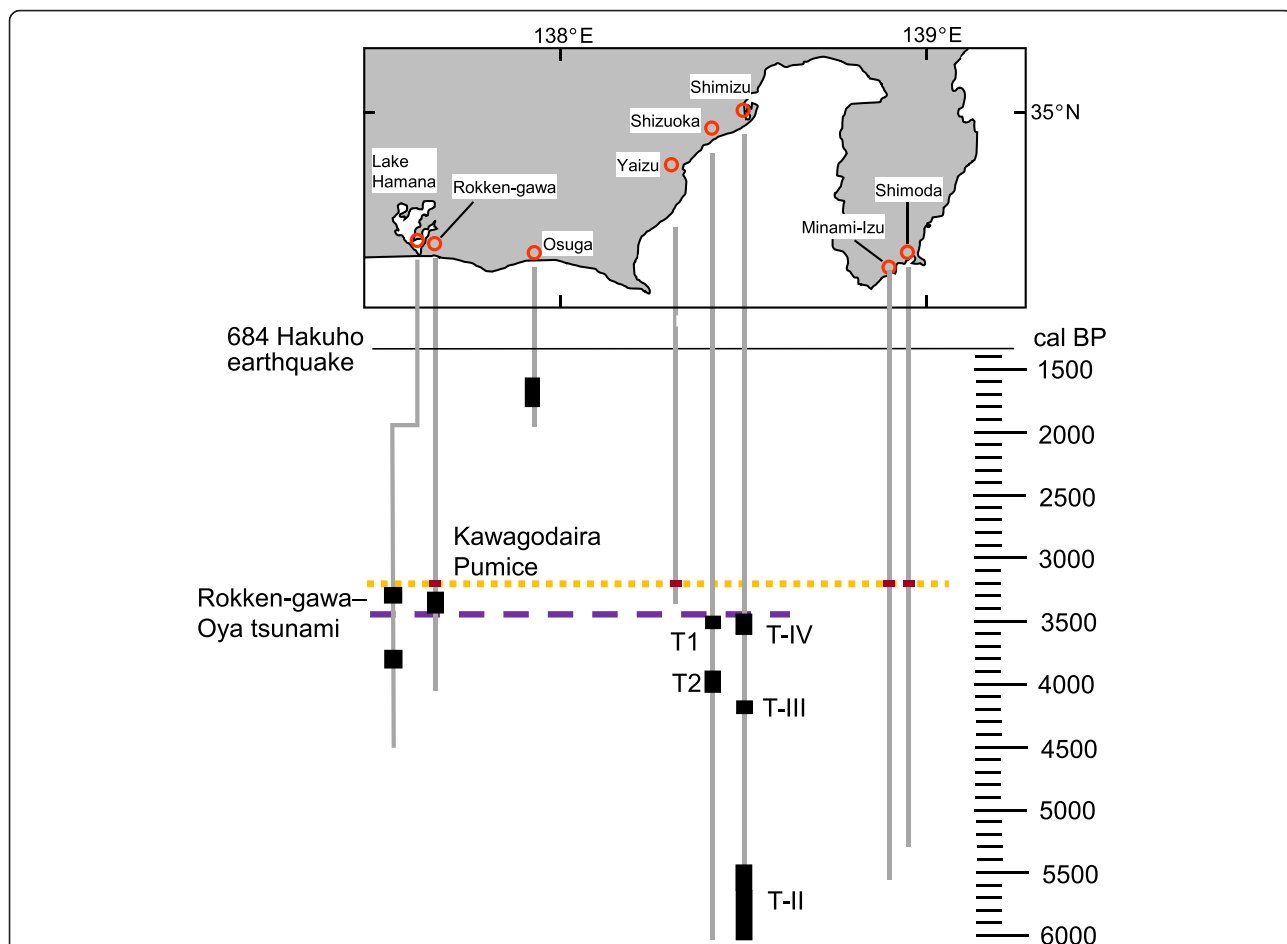 138°E
139°E
Shimizu
Shizuoka
35°N
Yaizu
Lake
Hamana
Rokken-gawa
Shimoda
Minami-Izu
Osuga
684 Hakuho
earthquake
cal BP
1500
2000
2500
Kawagodaira
Pumice
3000
Rokken-gawa–
Oya tsunami
3500
T1
T-IV
T2
4000
T-III
4500
5000
5500
T-II
6000